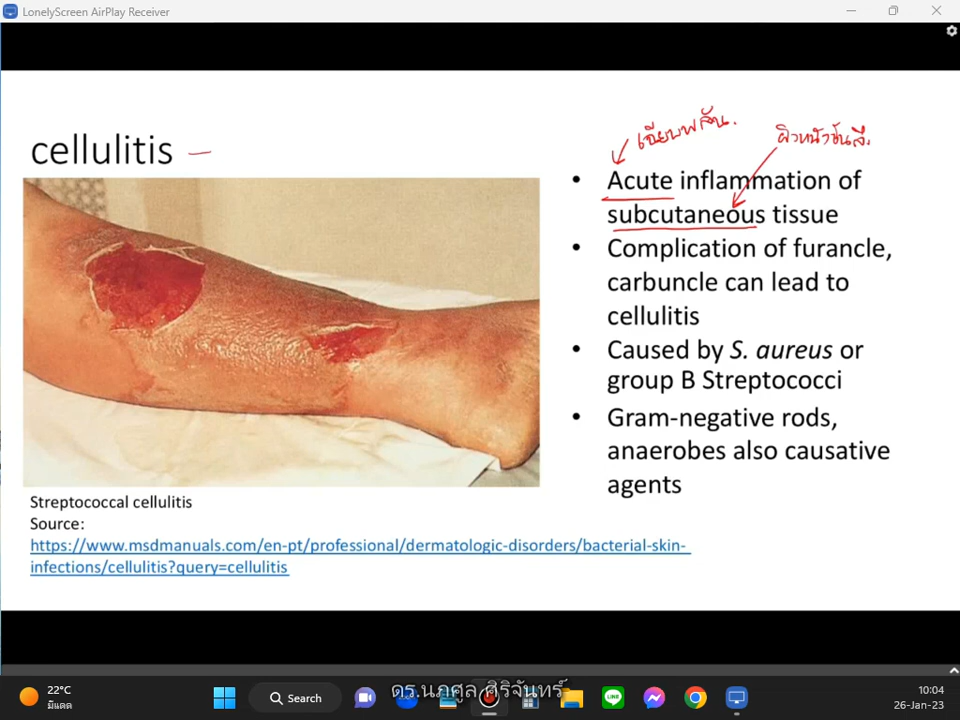 LonelyScreen AirPlay Receiver
เฉียบพลัน.
ผิวหนังชั้นลึก
cellulitis
• Acute inflammation of
subcutaneous tissue
• Complication of furancle,
carbuncle can lead to
cellulitis
• Caused by S. aureus or
group B Streptococci
• Gram-negative rods,
anaerobes also causative
agents
Streptococcal cellulitis
Source:
https://www.msdmanuals.com/en-pt/professional/dermatologic-disorders/bacterial-skin-
infections/cellulitis?query=cellulitis
22°C
มีแดด
Search
ดร.นภศูล ศิริจันทร์
10:04
26-Jan-23